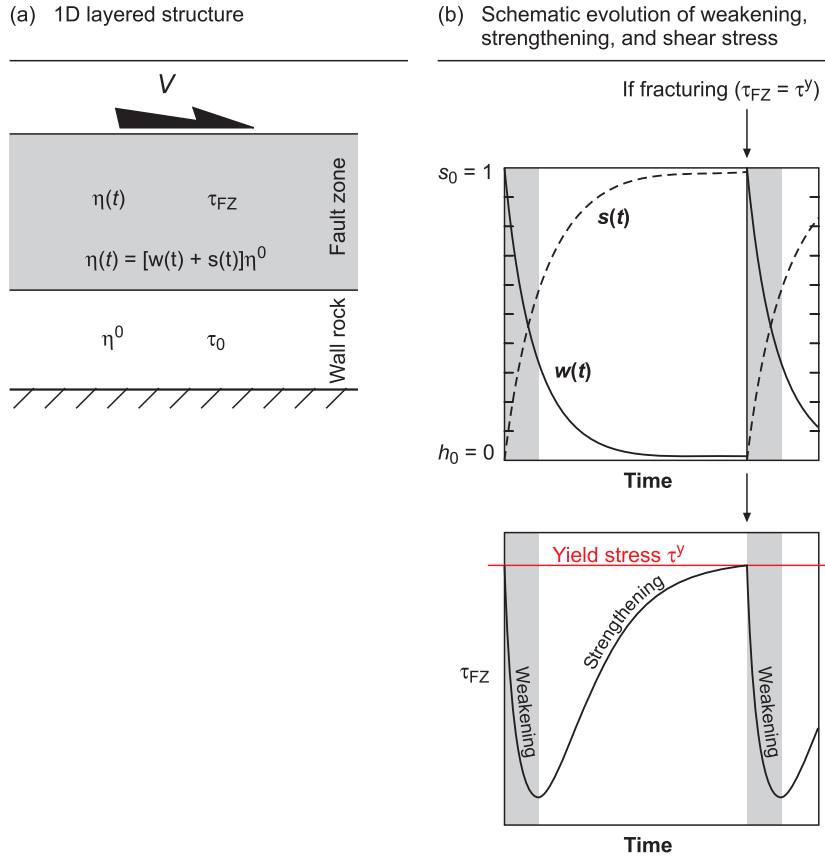 (a) 1D layered structure
V
η(t) τFZ
η(t) = [w(t) + s(t)]η⁰
Fault zone
η⁰ τ₀
Wall rock
(b) Schematic evolution of weakening,
strengthening, and shear stress
If fracturing (τFZ = τʸ)
s₀ = 1
s(t)
w(t)
h₀ = 0
Time
Yield stress τʸ
Strengthening
τFZ
Weakening
Weakening
Time